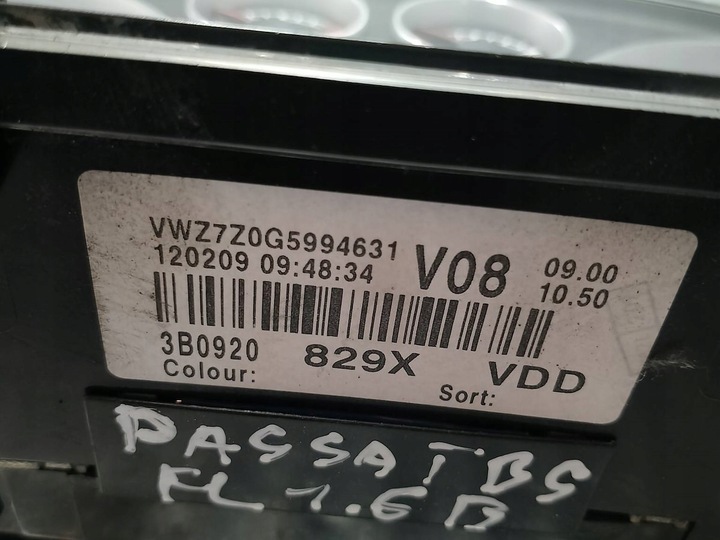 VWZ7Z0G5994631
120209 09:48:34
V08
09.00
10.50
3B0920 829X VDD
Colour:
Sort:
PASSAT B5
FL 1.6 B